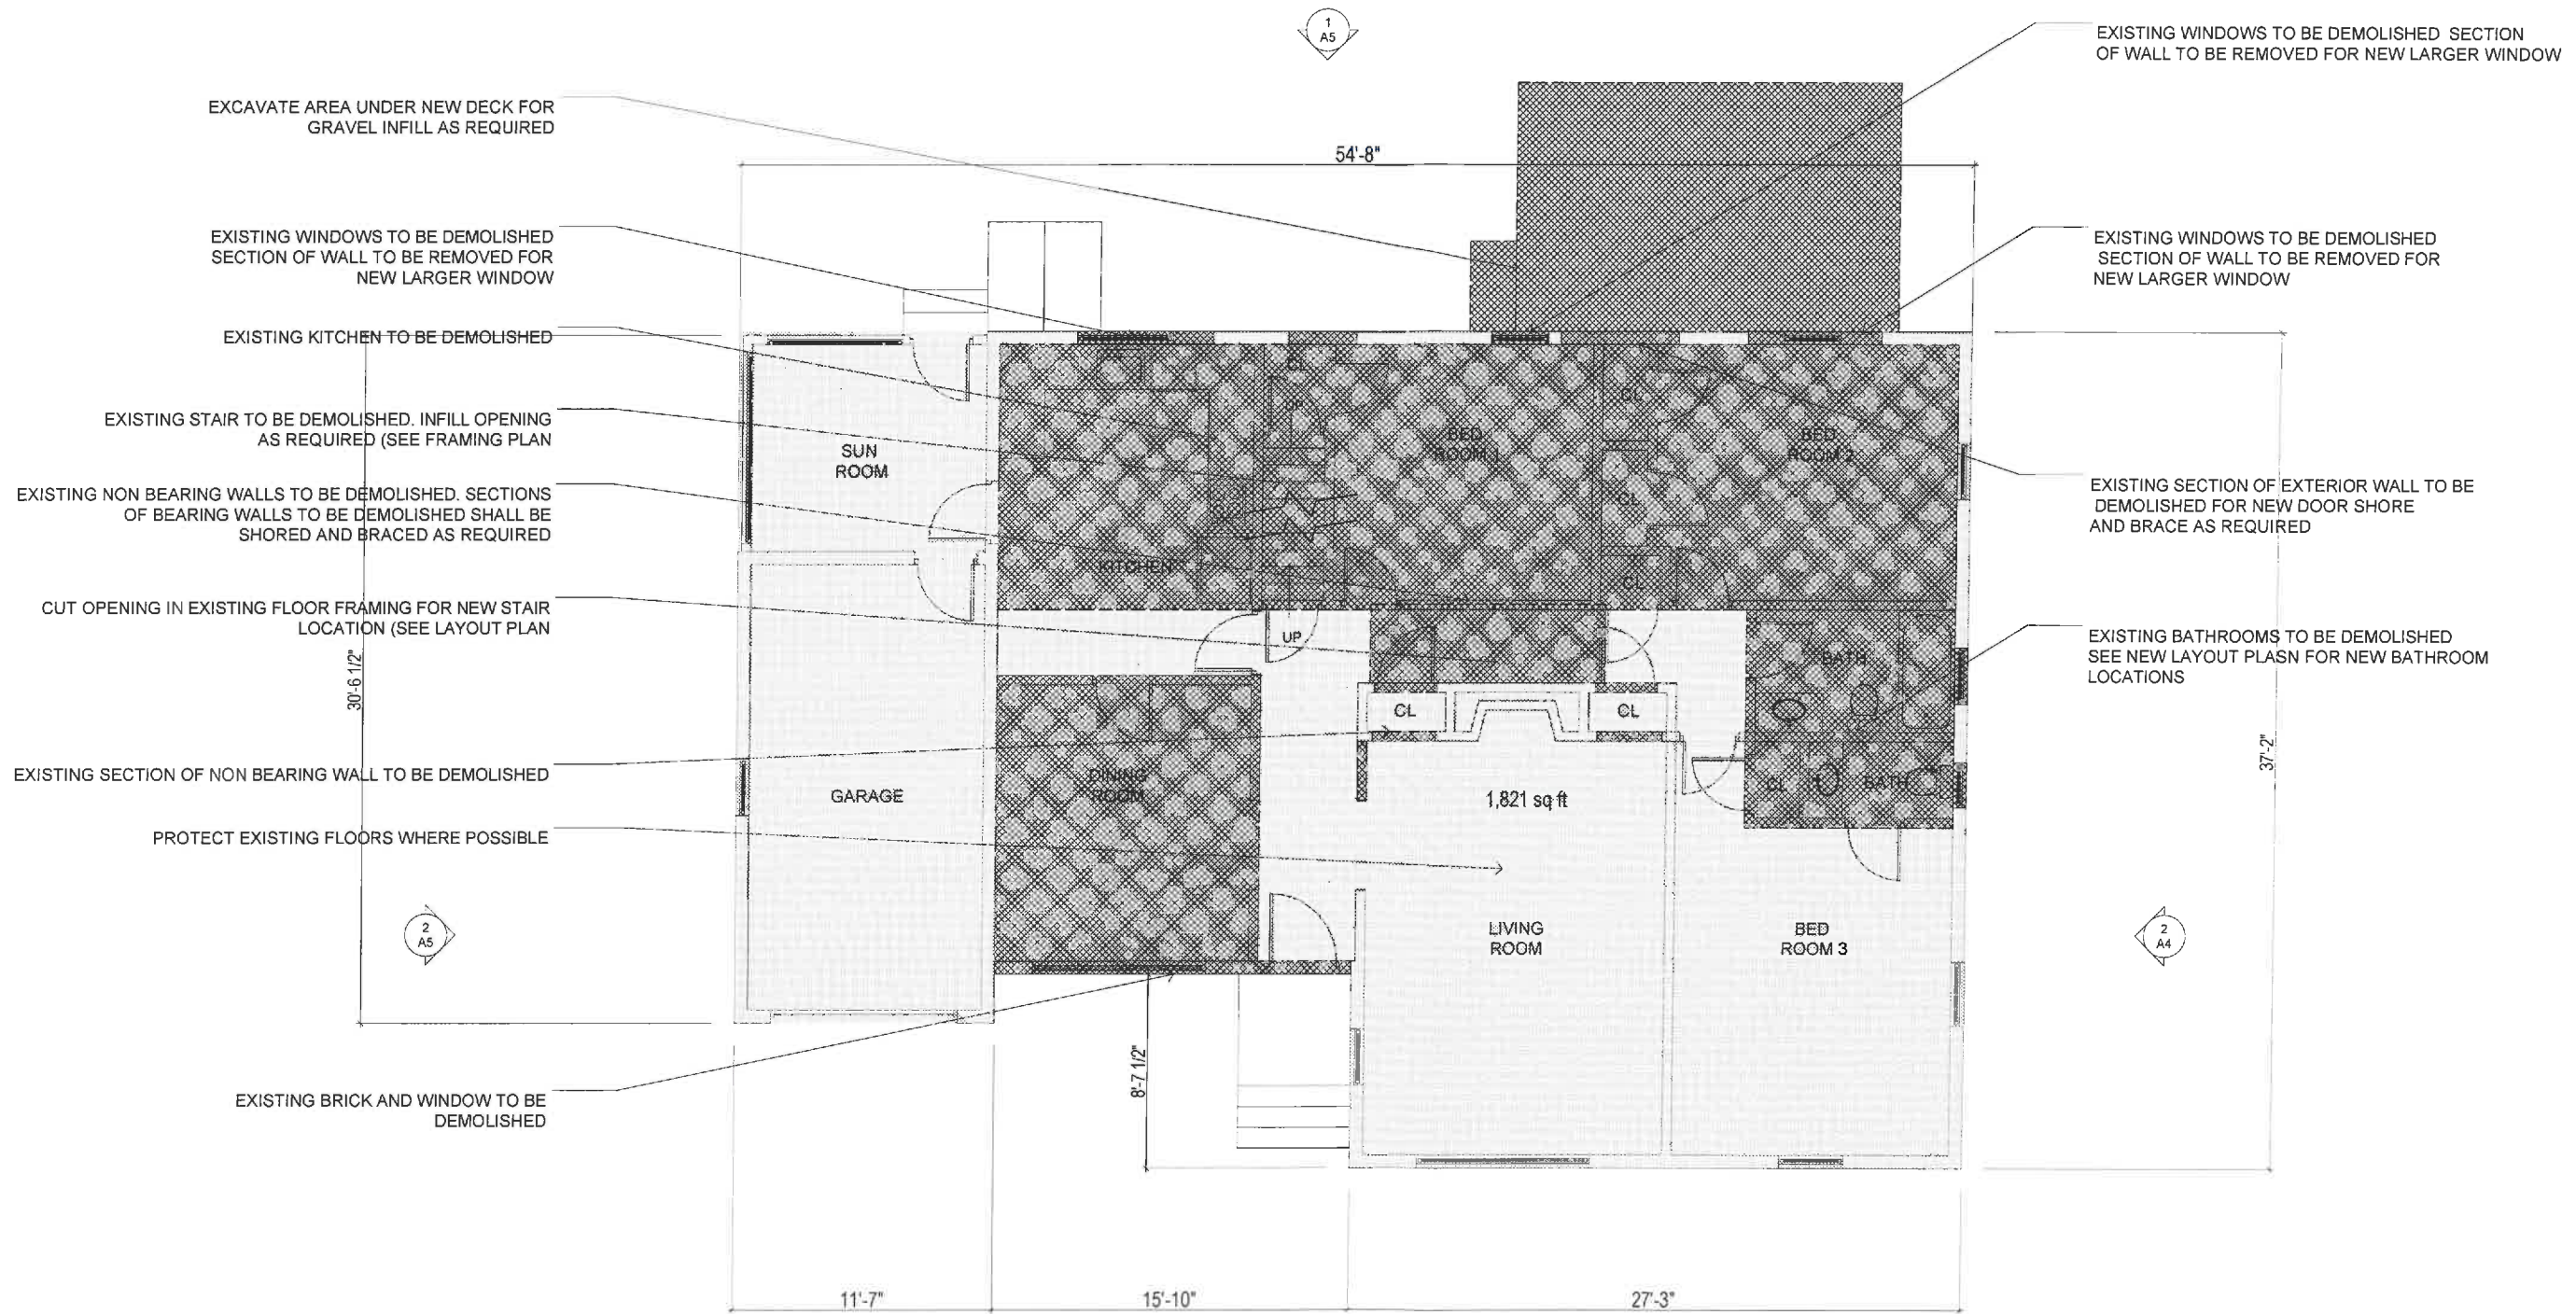 1
A5
EXISTING WINDOWS TO BE DEMOLISHED SECTION
OF WALL TO BE REMOVED FOR NEW LARGER WINDOW
EXCAVATE AREA UNDER NEW DECK FOR
GRAVEL INFILL AS REQUIRED
54'-8"
EXISTING WINDOWS TO BE DEMOLISHED
SECTION OF WALL TO BE REMOVED FOR
NEW LARGER WINDOW
EXISTING WINDOWS TO BE DEMOLISHED
SECTION OF WALL TO BE REMOVED FOR
NEW LARGER WINDOW
EXISTING KITCHEN TO BE DEMOLISHED
EXISTING STAIR TO BE DEMOLISHED. INFILL OPENING
AS REQUIRED (SEE FRAMING PLAN
EXISTING NON BEARING WALLS TO BE DEMOLISHED. SECTIONS
OF BEARING WALLS TO BE DEMOLISHED SHALL BE
SHORED AND BRACED AS REQUIRED
CUT OPENING IN EXISTING FLOOR FRAMING FOR NEW STAIR
LOCATION (SEE LAYOUT PLAN
30'-6 1/2"
EXISTING SECTION OF NON BEARING WALL TO BE DEMOLISHED
PROTECT EXISTING FLOORS WHERE POSSIBLE
2
A5
EXISTING BRICK AND WINDOW TO BE
DEMOLISHED
SUN
ROOM
GARAGE
CL
UP
BED
ROOM 1
CL
BED
ROOM 2
CL
KITCHEN
CL
UP
BATH
CL
CL
DINING
ROOM
1,821 sq ft
CL
BATH
LIVING
ROOM
BED
ROOM 3
EXISTING SECTION OF EXTERIOR WALL TO BE
DEMOLISHED FOR NEW DOOR SHORE
AND BRACE AS REQUIRED
EXISTING BATHROOMS TO BE DEMOLISHED
SEE NEW LAYOUT PLASN FOR NEW BATHROOM
LOCATIONS
37'-2"
2
A4
8'-7 1/2"
11'-7"
15'-10"
27'-3"